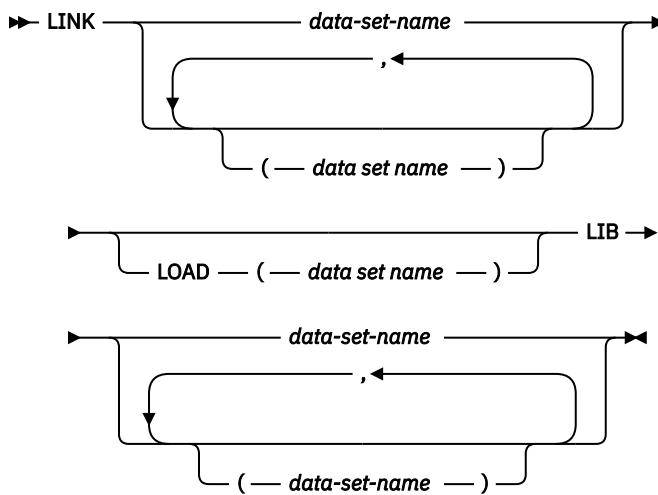 LINK data-set-name
,
( data set name )
LIB
LOAD ( data set name )
data-set-name
,
( data-set-name )